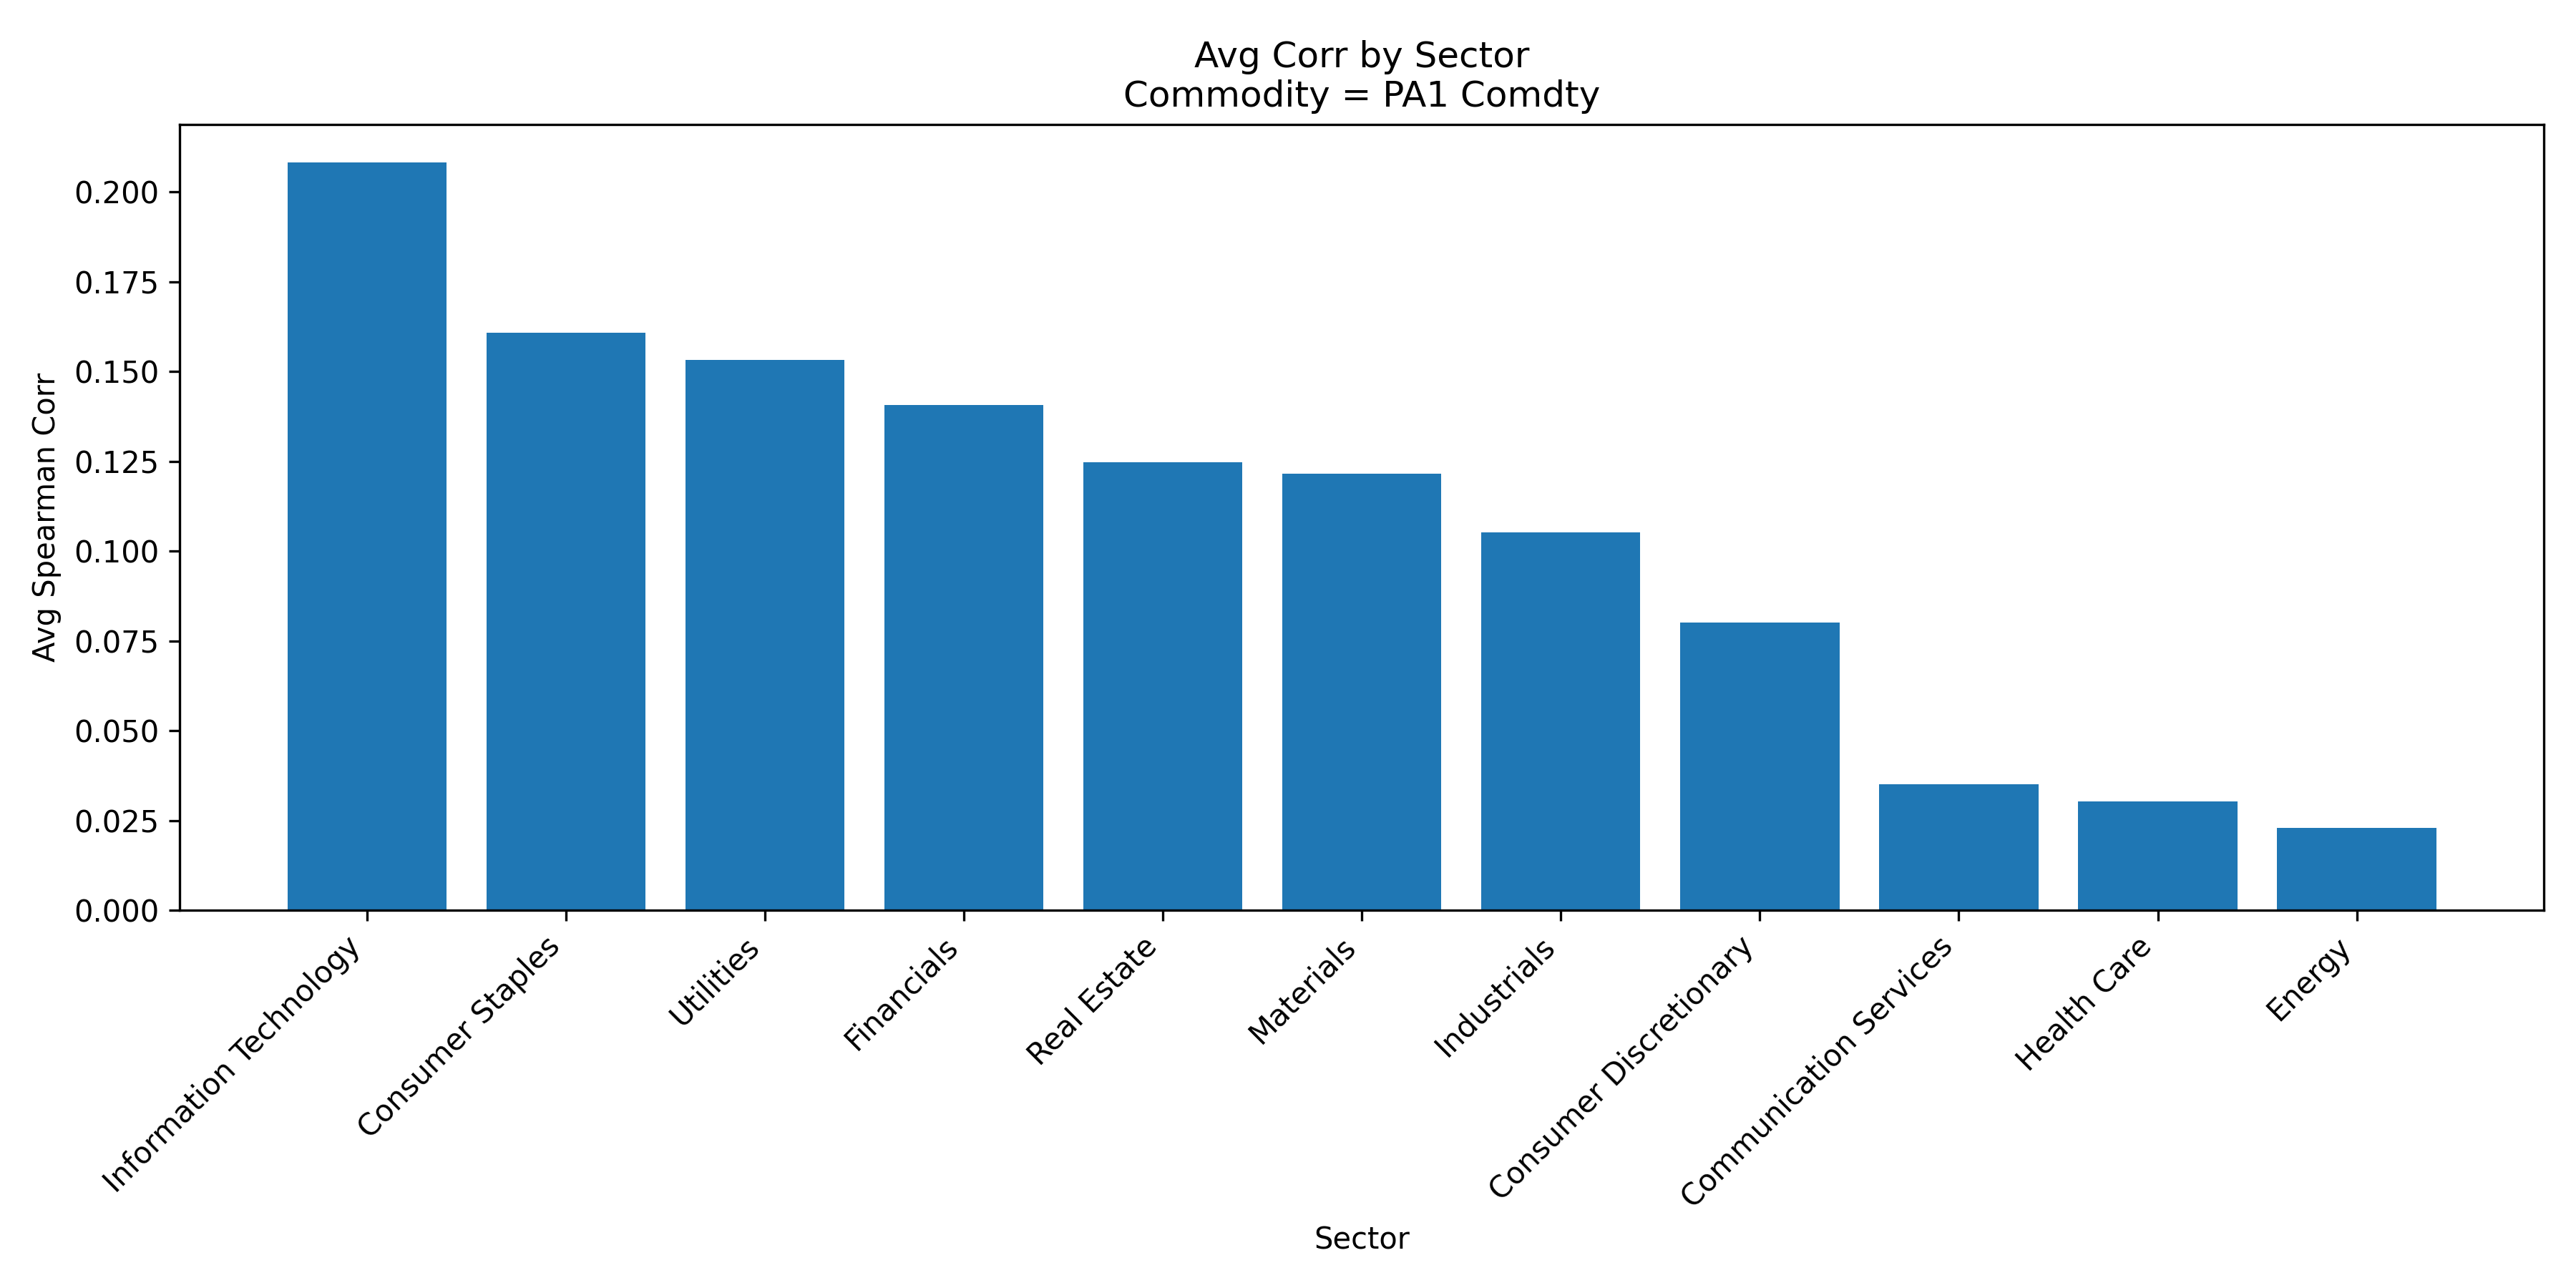 Avg Corr by Sector
Commodity = PA1 Comdty
Avg Spearman Corr
0.200
0.175
0.150
0.125
0.100
0.075
0.050
0.025
0.000
Information Technology
Consumer Staples
Utilities
Financials
Real Estate
Materials
Industrials
Consumer Discretionary
Communication Services
Health Care
Energy
Sector